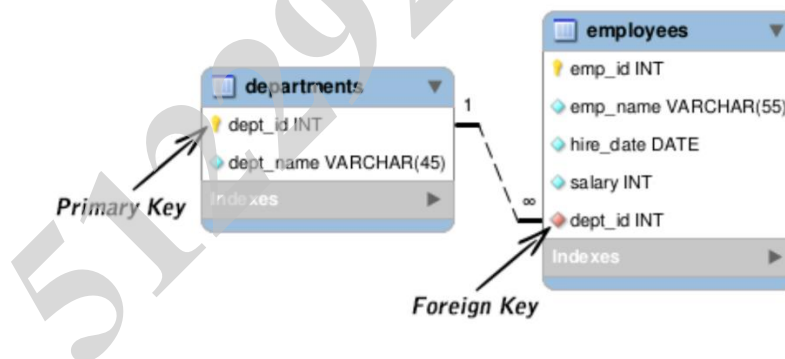 employees
emp_id INT
emp_name VARCHAR(55)
hire_date DATE
salary INT
dept_id INT
Indexes
departments
dept_id INT
dept_name VARCHAR(45)
Indexes
1
∞
Primary Key
Foreign Key